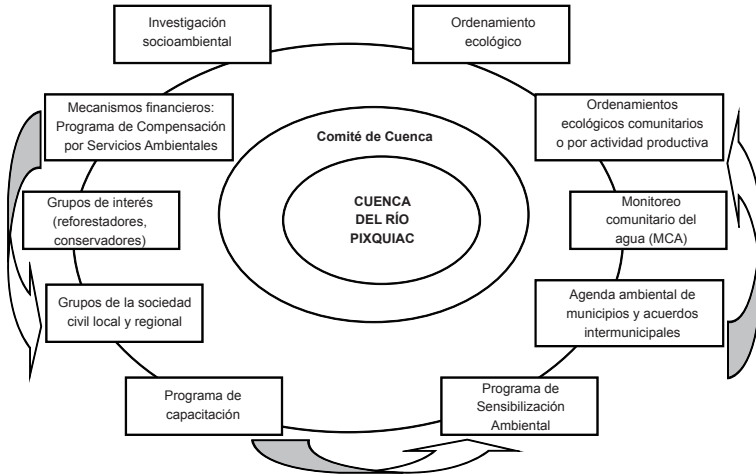 Investigación
socioambiental
Ordenamiento
ecológico
Mecanismos financieros:
Programa de Compensación
por Servicios Ambientales
Ordenamientos
ecológicos comunitarios
o por actividad productiva
Comité de Cuenca
CUENCA
DEL RÍO
PIXQUIAC
Grupos de interés
(reforestadores,
conservadores)
Monitoreo
comunitario del
agua (MCA)
Grupos de la sociedad
civil local y regional
Agenda ambiental de
municipios y acuerdos
intermunicipales
Programa de
capacitación
Programa de
Sensibilización
Ambiental